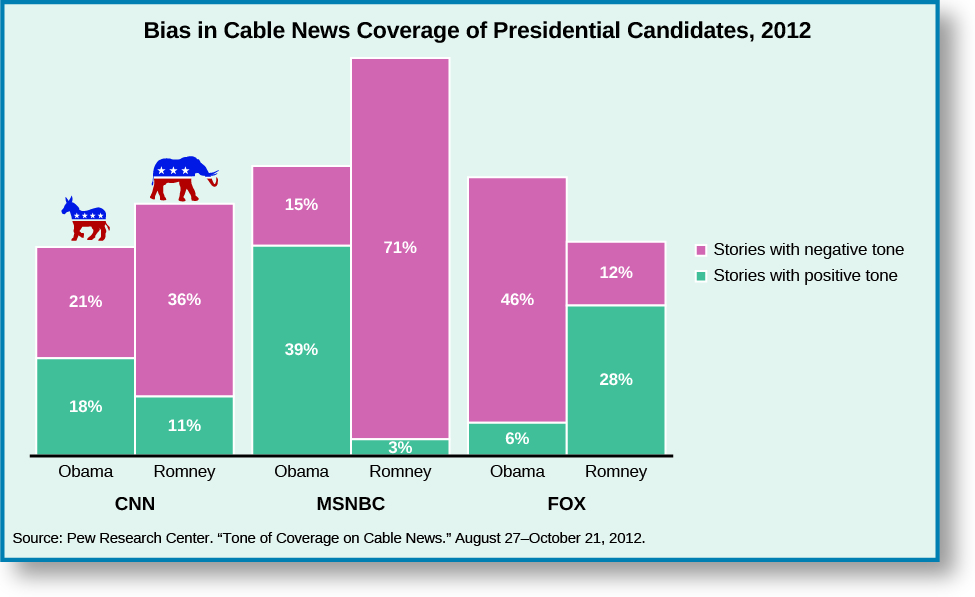 Bias in Cable News Coverage of Presidential Candidates, 2012
21%
36%
18%
11%
15%
71%
39%
3%
46%
12%
6%
28%
Stories with negative tone
Stories with positive tone
Obama Romney Obama Romney Obama Romney
CNN MSNBC FOX
Source: Pew Research Center. “Tone of Coverage on Cable News.” August 27–October 21, 2012.